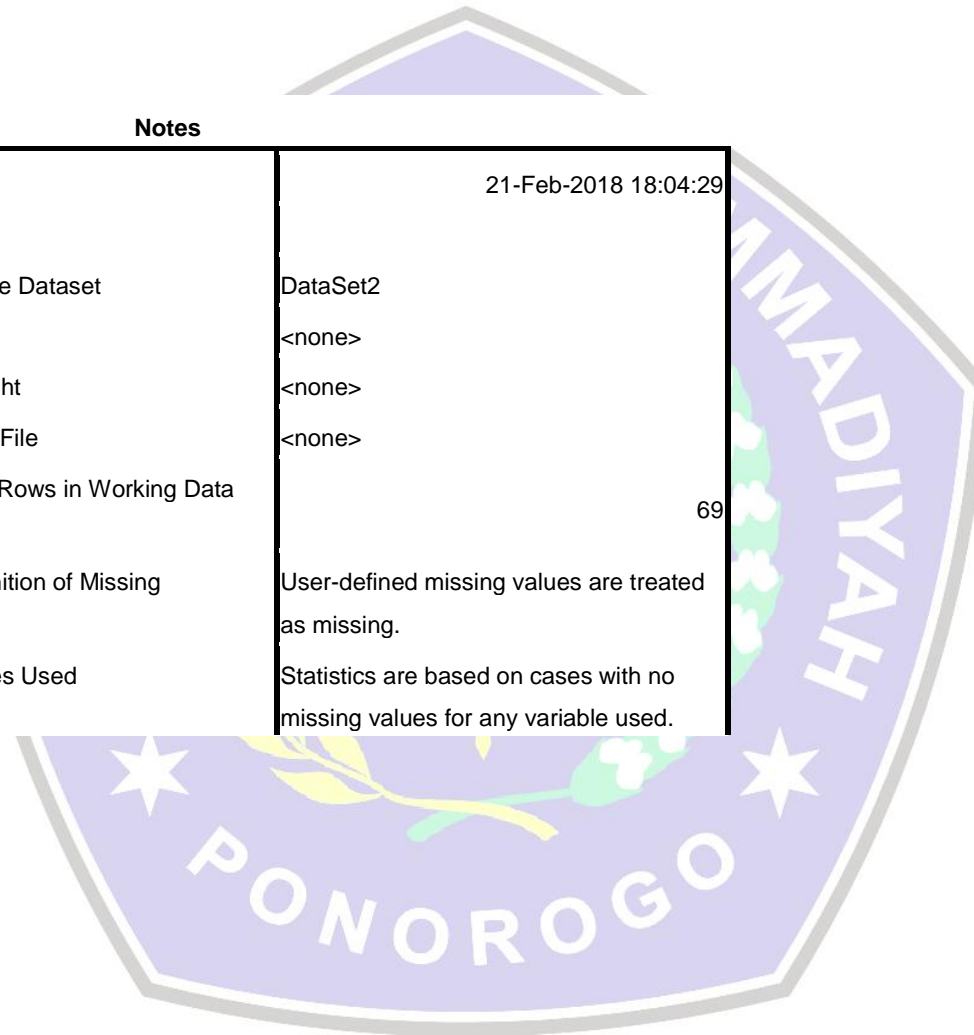 Notes
21-Feb-2018 18:04:29
e Dataset DataSet2
<none>
ht <none>
File <none>
Rows in Working Data
69
ition of Missing User-defined missing values are treated
as missing.
s Used Statistics are based on cases with no
missing values for any variable used.
MMADIYAH
PONOROGO